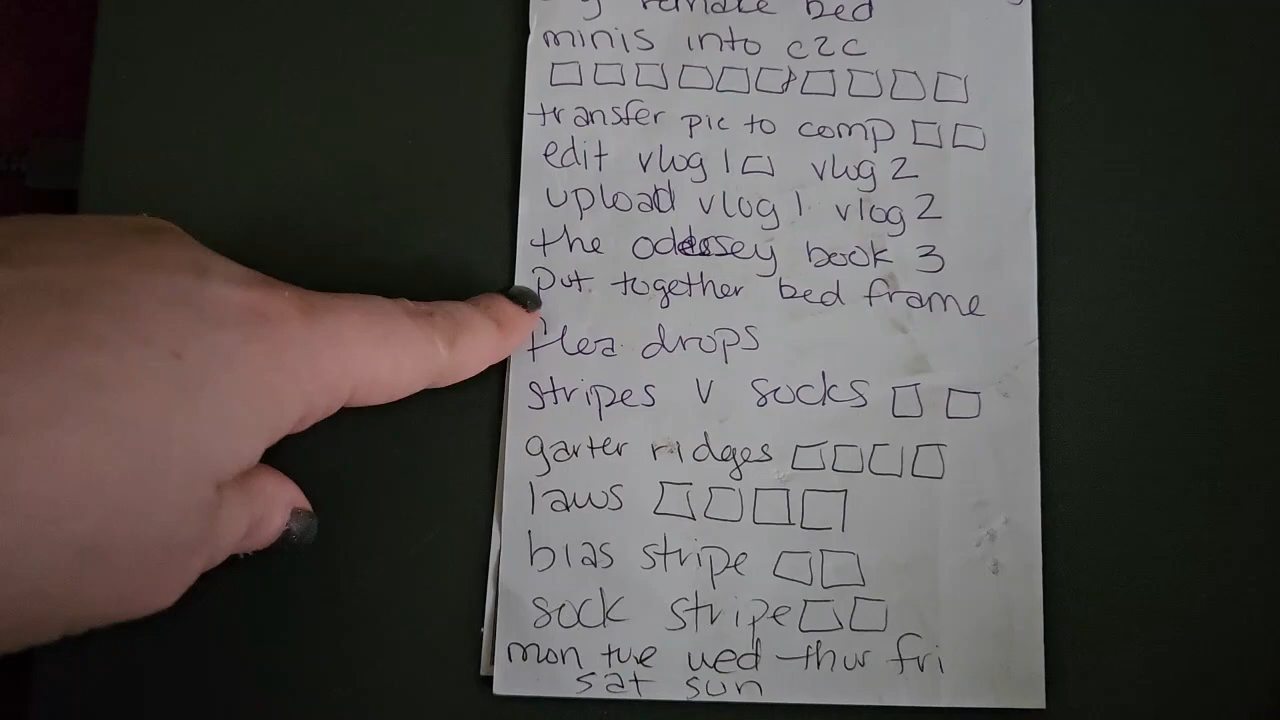 bed
minis into c2c
transfer pic to comp
edit vlog 1 vlog 2
upload vlog 1 vlog 2
the odessey book 3
put together bed frame
flea drops
stripes v socks
garter ridges
laws
bias stripe
sock stripe
mon tue wed thur fri
sat sun